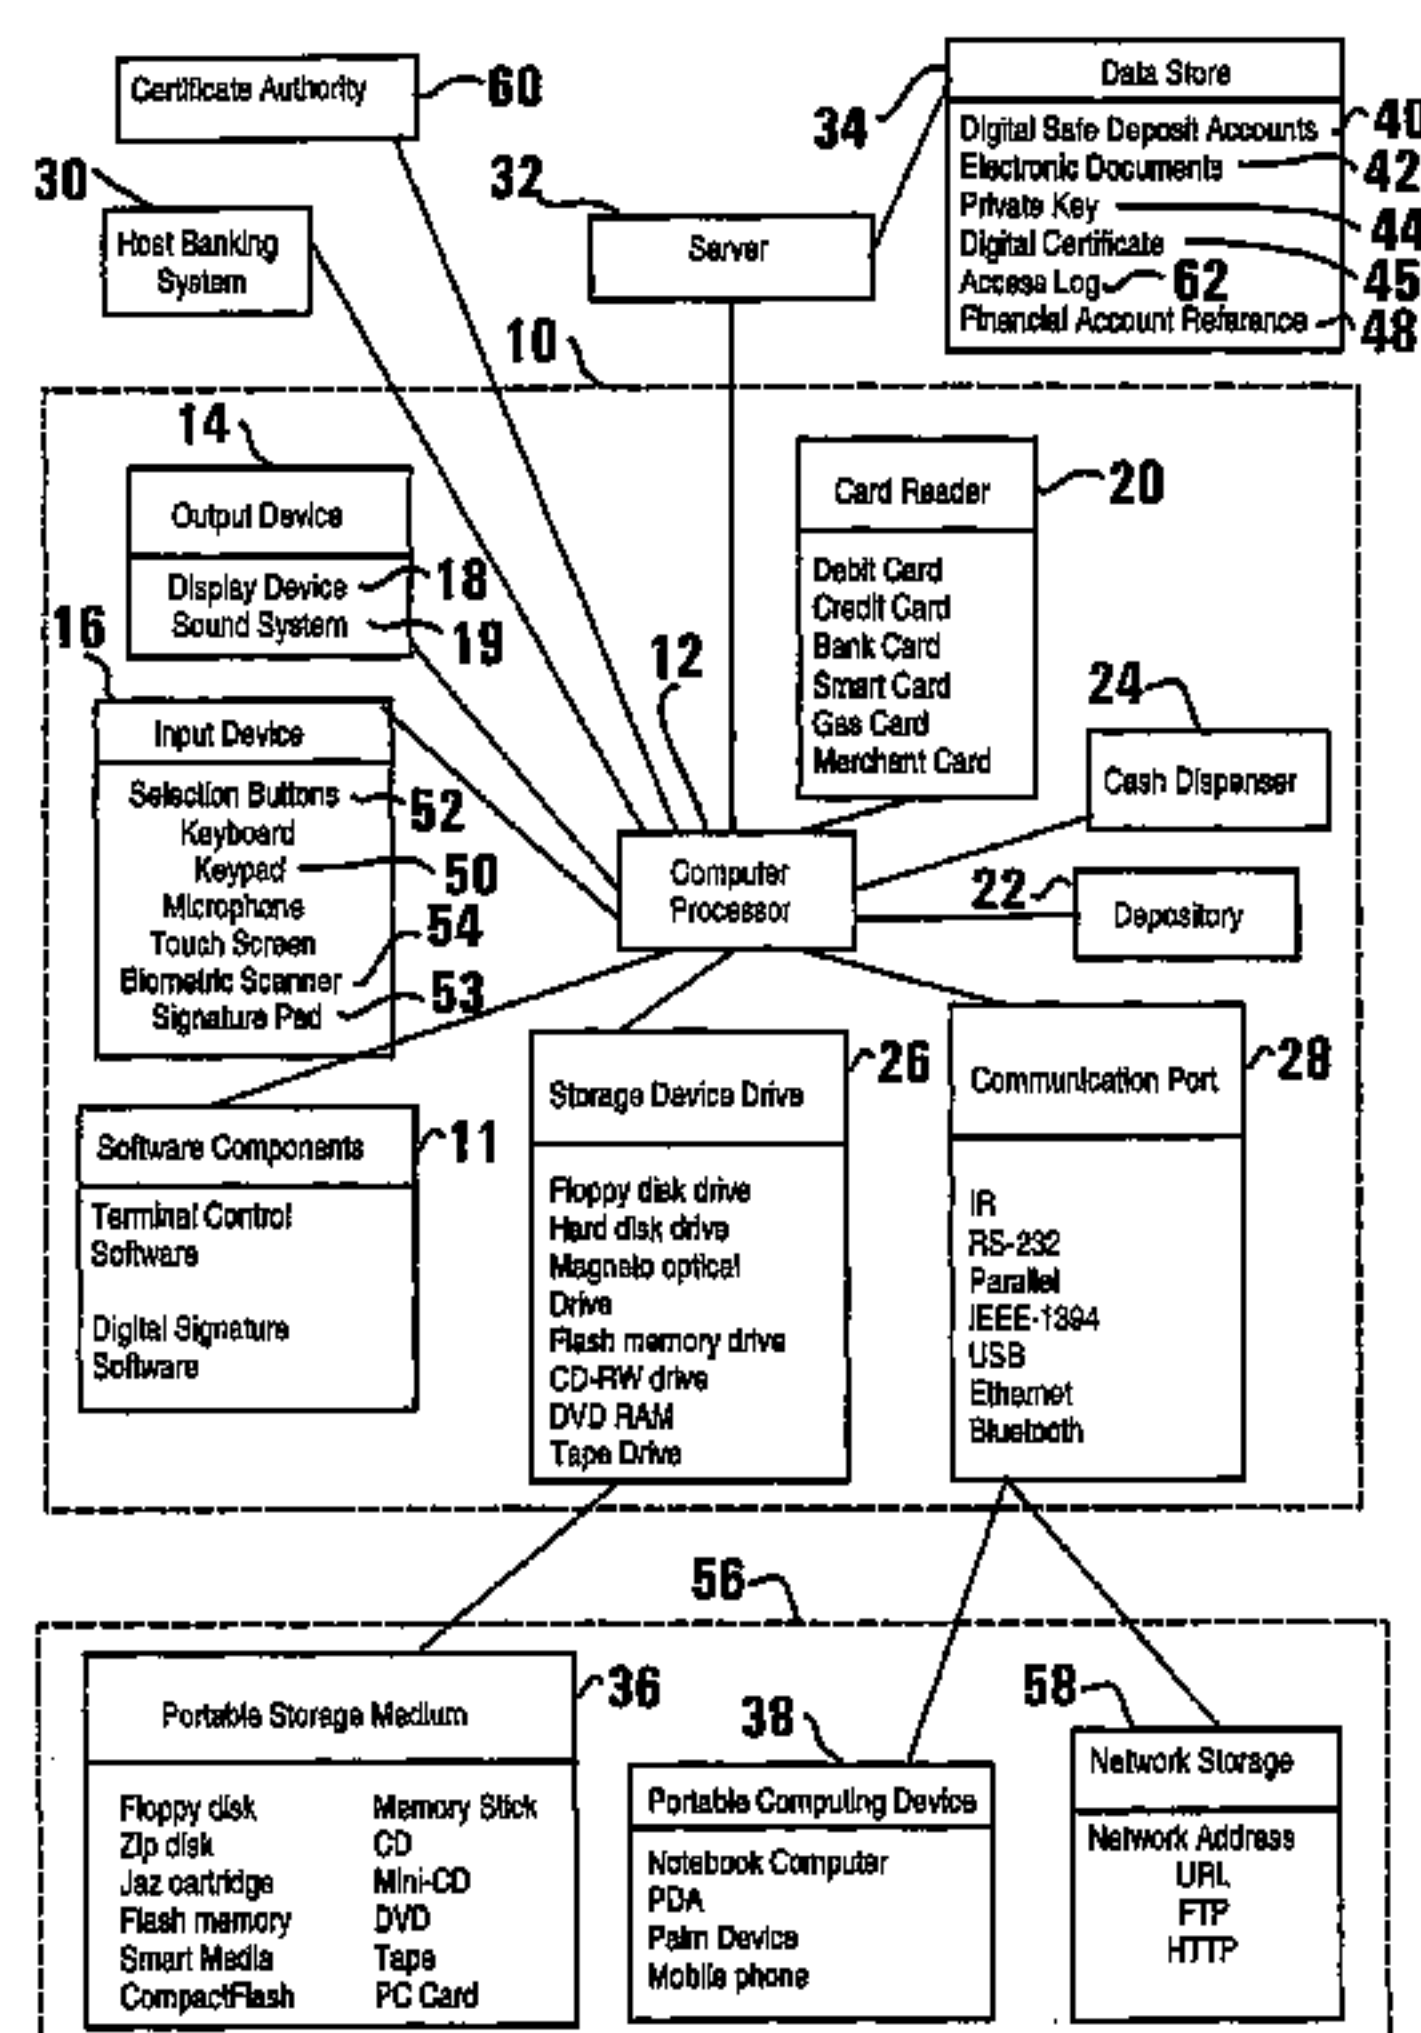 Certificate Authority
60
34
Data Store
Digital Safe Deposit Accounts
40
Electronic Documents
42
Private Key
44
Digital Certificate
45
Access Log
62
Financial Account Reference
48
30
Host Banking
System
32
Server
10
14
Output Device
Display Device
18
Sound System
19
16
Input Device
Selection Buttons
52
Keyboard
Keypad
50
Microphone
Touch Screen
Biometric Scanner
54
Signature Pad
53
12
Computer
Processor
Card Reader
20
Debit Card
Credit Card
Bank Card
Smart Card
Gas Card
Merchant Card
24
Cash Dispenser
22
Depository
Software Components
11
Terminal Control
Software
Digital Signature
Software
Storage Device Drive
26
Floppy disk drive
Hard disk drive
Magneto optical
Drive
Flash memory drive
CD-RW drive
DVD RAM
Tape Drive
Communication Port
28
IR
RS-232
Parallel
IEEE-1394
USB
Ethernet
Bluetooth
56
Portable Storage Medium
36
Floppy disk
Zip disk
Jaz cartridge
Flash memory
Smart Media
CompactFlash
Memory Stick
CD
Mini-CD
DVD
Tape
PC Card
38
Portable Computing Device
Notebook Computer
PDA
Palm Device
Mobile phone
58
Network Storage
Network Address
URL
FTP
HTTP